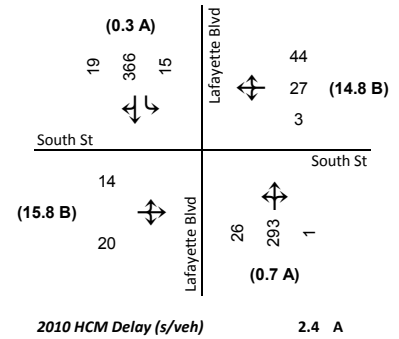 (0.3 A)
19 366 15
Lafayette Blvd
44
27 (14.8 B)
3
South St
South St
14
(15.8 B)
20
Lafayette Blvd
26 293 1
(0.7 A)
2010 HCM Delay (s/veh) 2.4 A